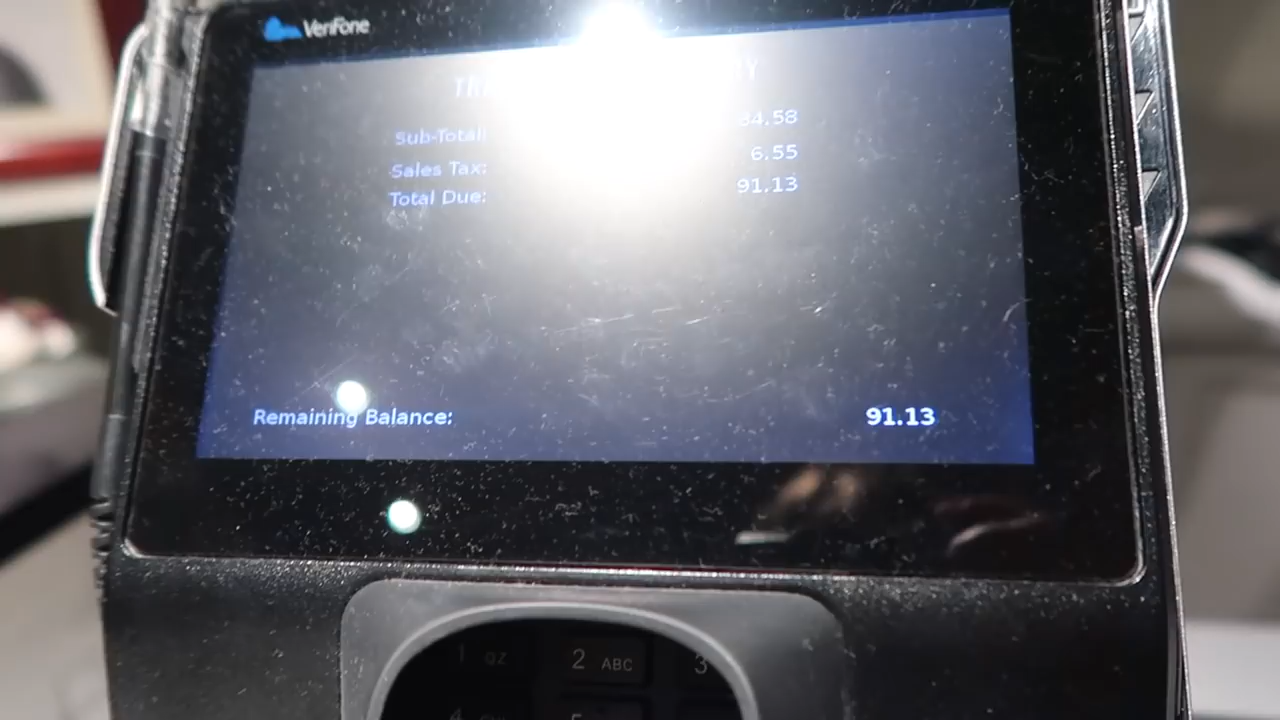 VeriFone
Sub-Total: 84.58
Sales Tax: 6.55
Total Due: 91.13
Remaining Balance: 91.13
1 QZ 2 ABC 3